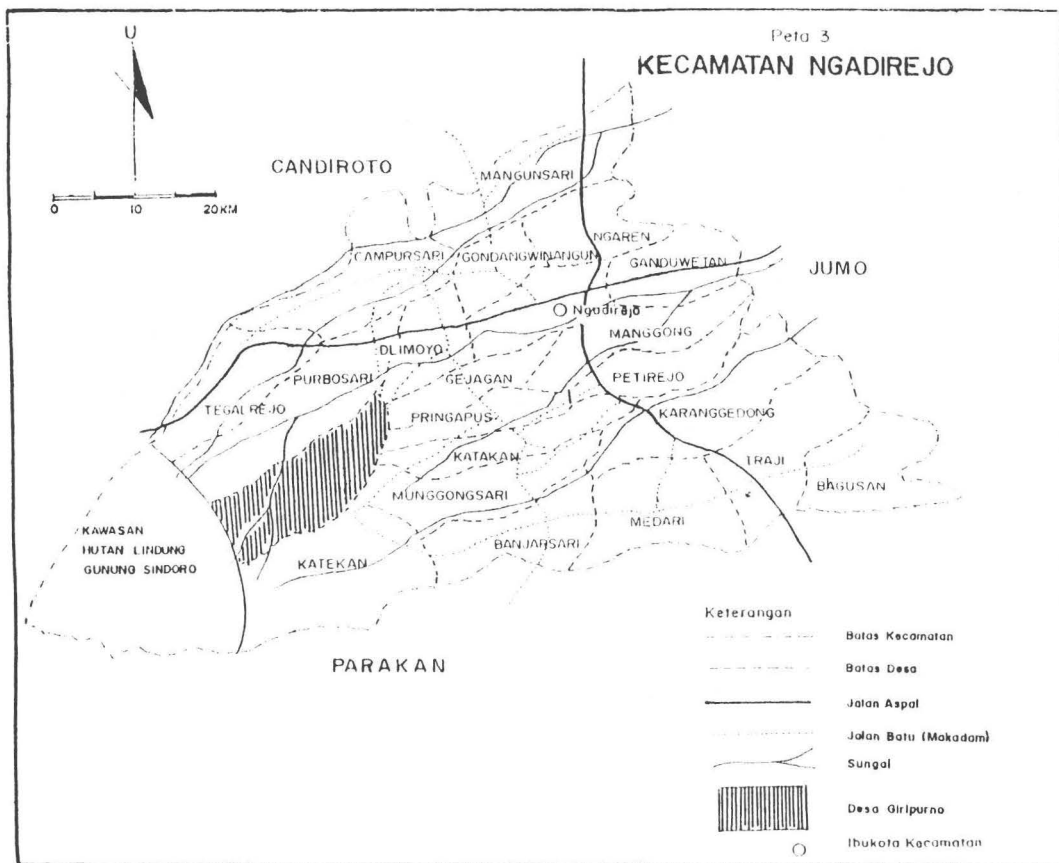 Peta 3
KECAMATAN NGADIREJO
U
0 10 20 KM
CANDIROTO
MANGUNSARI
NGAREN
CAMPURSARI
GONDANGWINANGUN
GANDUWETAN
JUMO
Ngadirejo
MANGGONG
DLIMOYO
PURBOSARI
GEJAGAN
PETIREJO
TEGALREJO
PRINGAPUS
KARANGGEDONG
KATAKAN
TRAJI
MUNGGONGSARI
BAGUSAN
MEDARI
KAWASAN
HUTAN LINDUNG
GUNUNG SINDORO
BANJARSARI
KATEKAN
PARAKAN
Keterangan
Batas Kecamatan
Batas Desa
Jalan Aspal
Jalan Batu (Makadam)
Sungai
Desa Giripurno
Ibukota Kecamatan